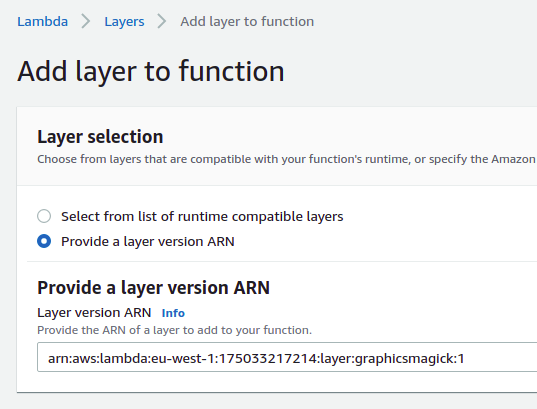 Lambda > Layers > Add layer to function
Add layer to function
Layer selection
Choose from layers that are compatible with your function's runtime, or specify the Amazon
Select from list of runtime compatible layers
Provide a layer version ARN
Provide a layer version ARN
Layer version ARN Info
Provide the ARN of a layer to add to your function.
arn:aws:lambda:eu-west-1:175033217214:layer:graphicsmagick:1